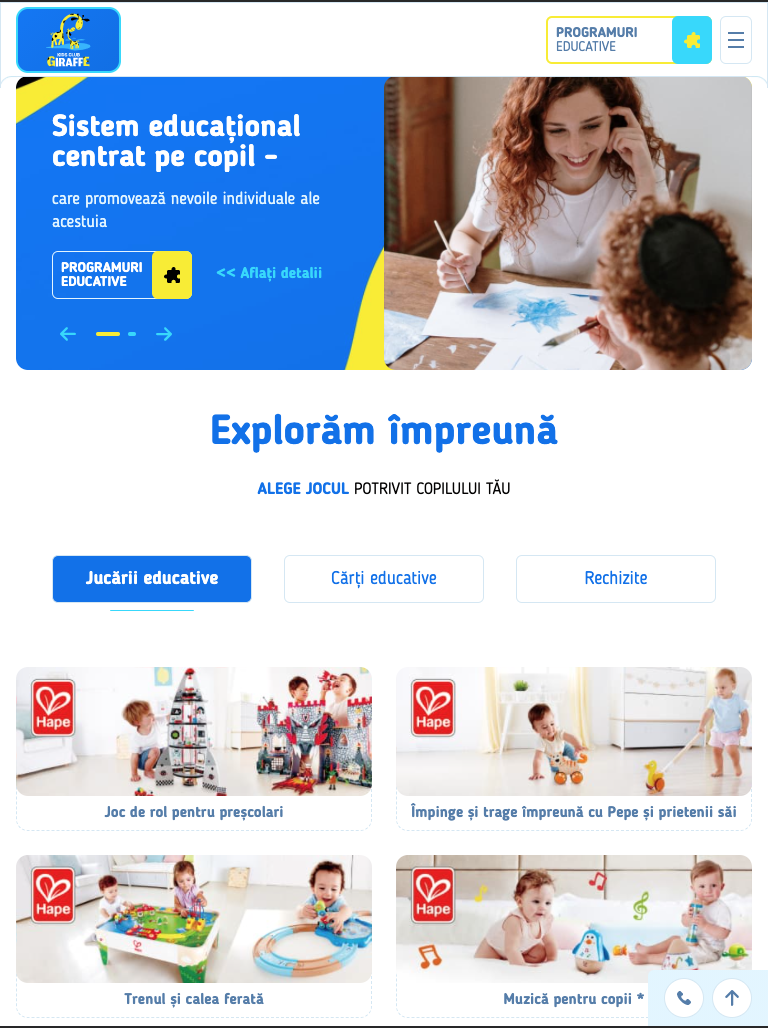 KIDS CLUB
GIRAFFE
PROGRAMURI
EDUCATIVE
Sistem educațional
centrat pe copil –
care promovează nevoile individuale ale
acestuia
PROGRAMURI
EDUCATIVE
<< Aflați detalii
Explorăm împreună
ALEGE JOCUL POTRIVIT COPILULUI TĂU
Jucării educative
Cărți educative
Rechizite
Hape
Hape
Joc de rol pentru preșcolari
Împinge și trage împreună cu Pepe și prietenii săi
Hape
Hape
Trenul și calea ferată
Muzică pentru copii *